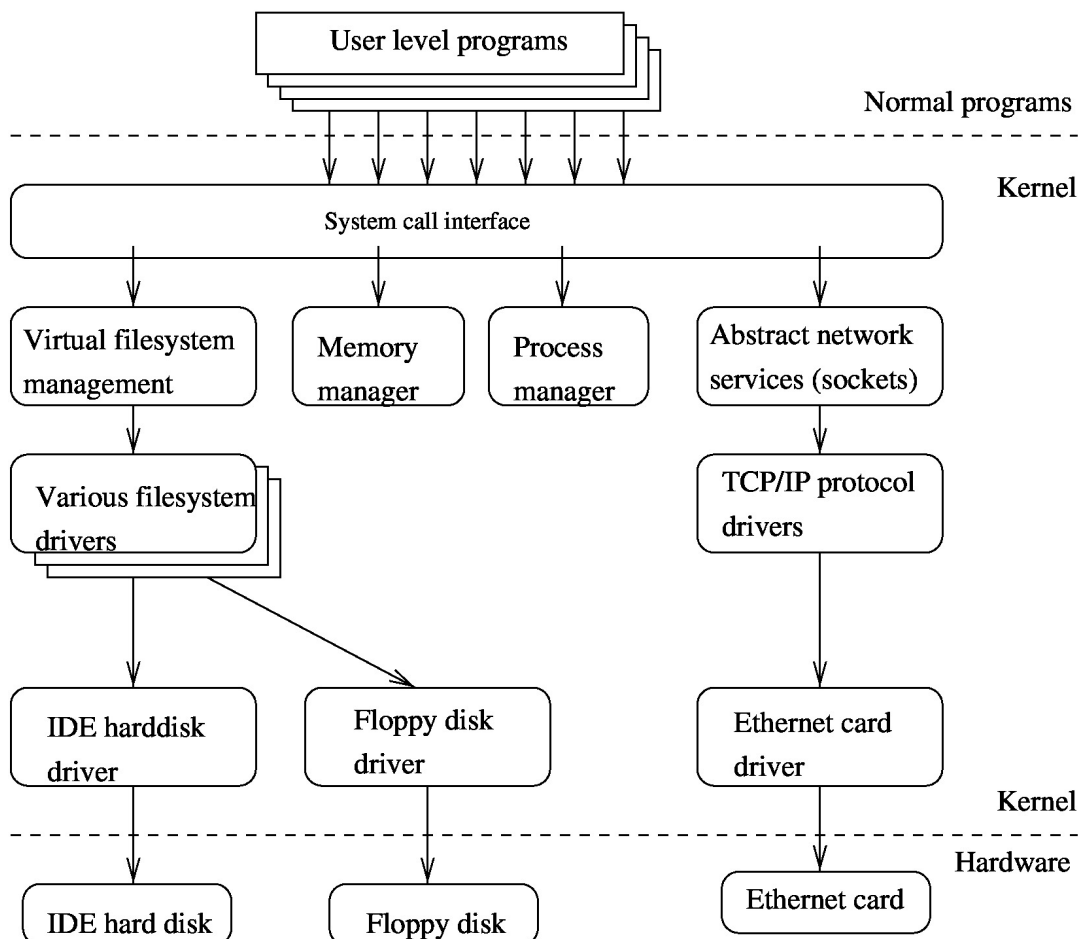 User level programs
Normal programs
Kernel
System call interface
Virtual filesystem
management
Memory
manager
Process
manager
Abstract network
services (sockets)
Various filesystem
drivers
TCP/IP protocol
drivers
IDE harddisk
driver
Floppy disk
driver
Ethernet card
driver
Kernel
Hardware
IDE hard disk
Floppy disk
Ethernet card